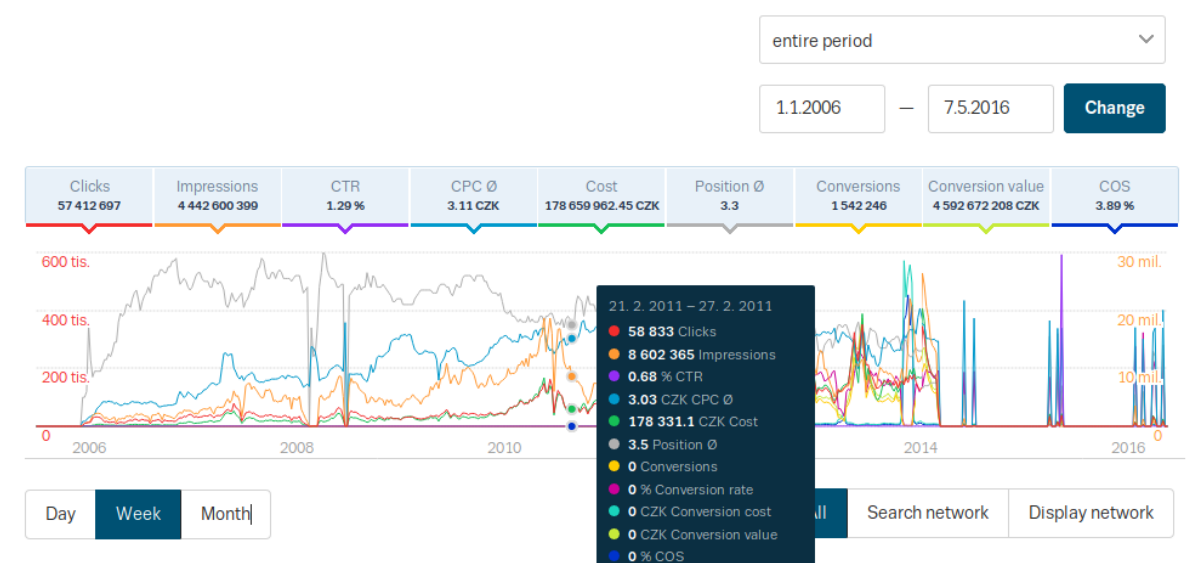 entire period
1.1.2006 — 7.5.2016 Change
Clicks Impressions CTR CPC Ø Cost Position Ø Conversions Conversion value COS
57 412 697 4 442 600 399 1.29 % 3.11 CZK 178 659 962.45 CZK 3.3 1 542 246 4 592 672 208 CZK 3.89 %
600 tis. 30 mil.
21. 2. 2011 – 27. 2. 2011
400 tis. 20 mil.
58 833 Clicks
8 602 365 Impressions
200 tis. 10 mil.
0.68 % CTR
3.03 CZK CPC Ø
178 331.1 CZK Cost
0 0
3.5 Position Ø
2006 2008 2010 2014 2016
0 Conversions
0 % Conversion rate
Day Week Month
0 CZK Conversion cost
Search network Display network
0 CZK Conversion value
0 % COS